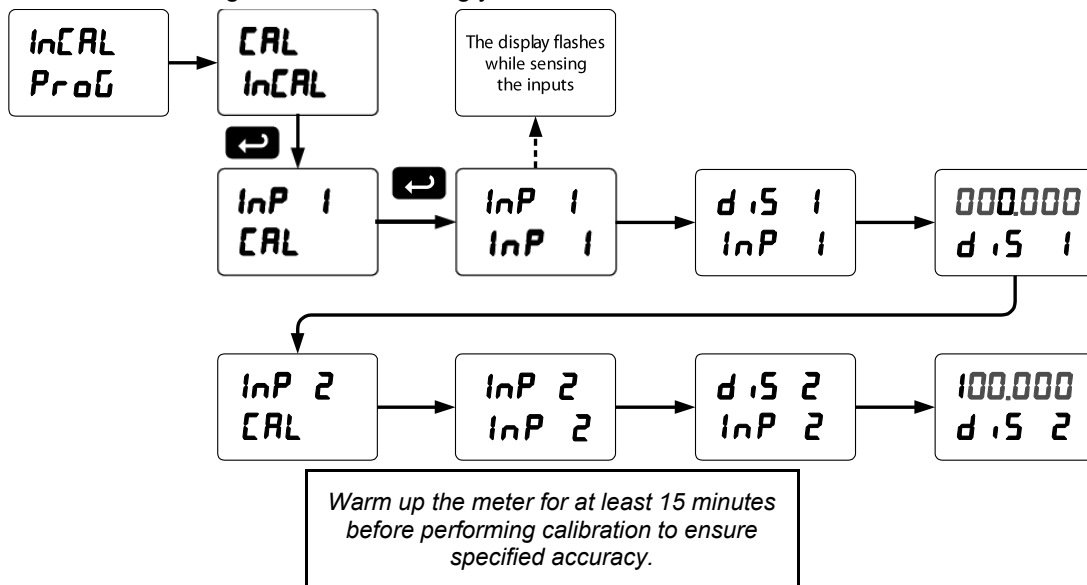 InCAL
ProG
CAL
InCAL
The display flashes
while sensing
the inputs
InP 1
CAL
InP 1
InP 1
diS 1
InP 1
000.000
diS 1
InP 2
CAL
InP 2
InP 2
diS 2
InP 2
100.000
diS 2
Warm up the meter for at least 15 minutes
before performing calibration to ensure
specified accuracy.